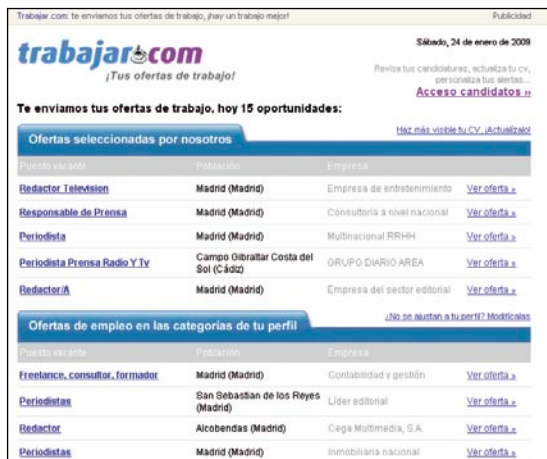 Trabajar.com: te enviamos tus ofertas de trabajo, ¡hay un trabajo mejor! Publicidad
trabajar.com
¡Tus ofertas de trabajo!
Sábado, 24 de enero de 2009
Revisa tus candidaturas, actualiza tu cv,
personaliza tus alertas...
Acceso candidatos »
Te enviamos tus ofertas de trabajo, hoy 15 oportunidades:
Ofertas seleccionadas por nosotros Haz más visible tu CV. ¡Actualízalo!
Puesto vacante Población Empresa
Redactor Television Madrid (Madrid) Empresa de entretenimiento Ver oferta »
Responsable de Prensa Madrid (Madrid) Consultoría a nivel nacional Ver oferta »
Periodista Madrid (Madrid) Multinacional RRHH Ver oferta »
Periodista Prensa Radio Y Tv Campo Gibraltar Costa del Sol (Cádiz) GRUPO DIARIO AREA Ver oferta »
Redactor/A Madrid (Madrid) Empresa del sector editorial Ver oferta »
Ofertas de empleo en las categorías de tu perfil ¿No se ajustan a tu perfil? Modifícalas
Puesto vacante Población Empresa
Freelance, consultor, formador Madrid (Madrid) Contabilidad y gestión Ver oferta »
Periodistas San Sebastian de los Reyes (Madrid) Líder editorial Ver oferta »
Redactor Alcobendas (Madrid) Cega Multimedia, S.A. Ver oferta »
Periodistas Madrid (Madrid) Inmobiliaria nacional Ver oferta »